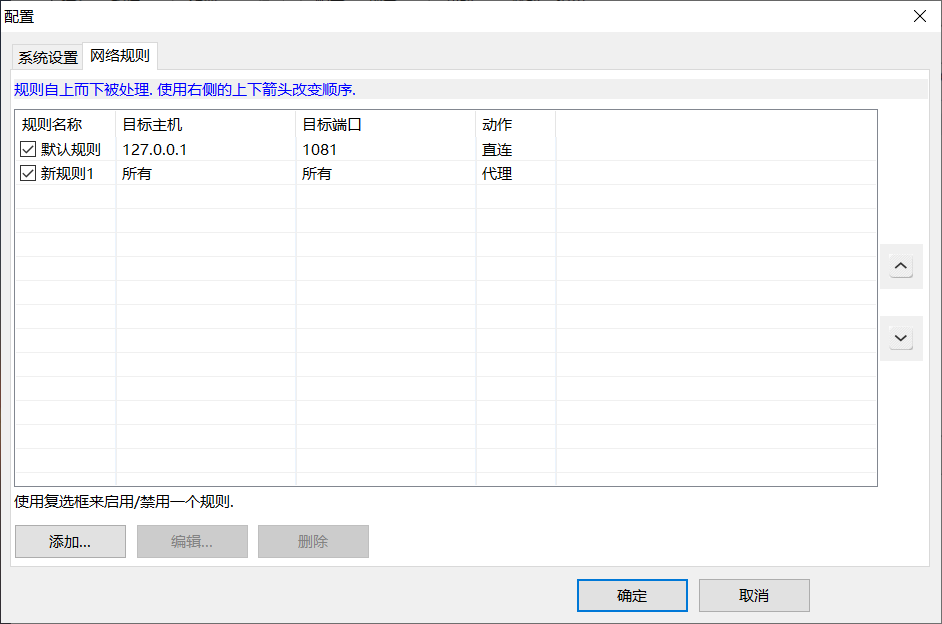 配置
系统设置 网络规则
规则自上而下被处理. 使用右侧的上下箭头改变顺序.
规则名称 目标主机 目标端口 动作
默认规则 127.0.0.1 1081 直连
新规则1 所有 所有 代理
使用复选框来启用/禁用一个规则.
添加... 编辑... 删除
确定 取消